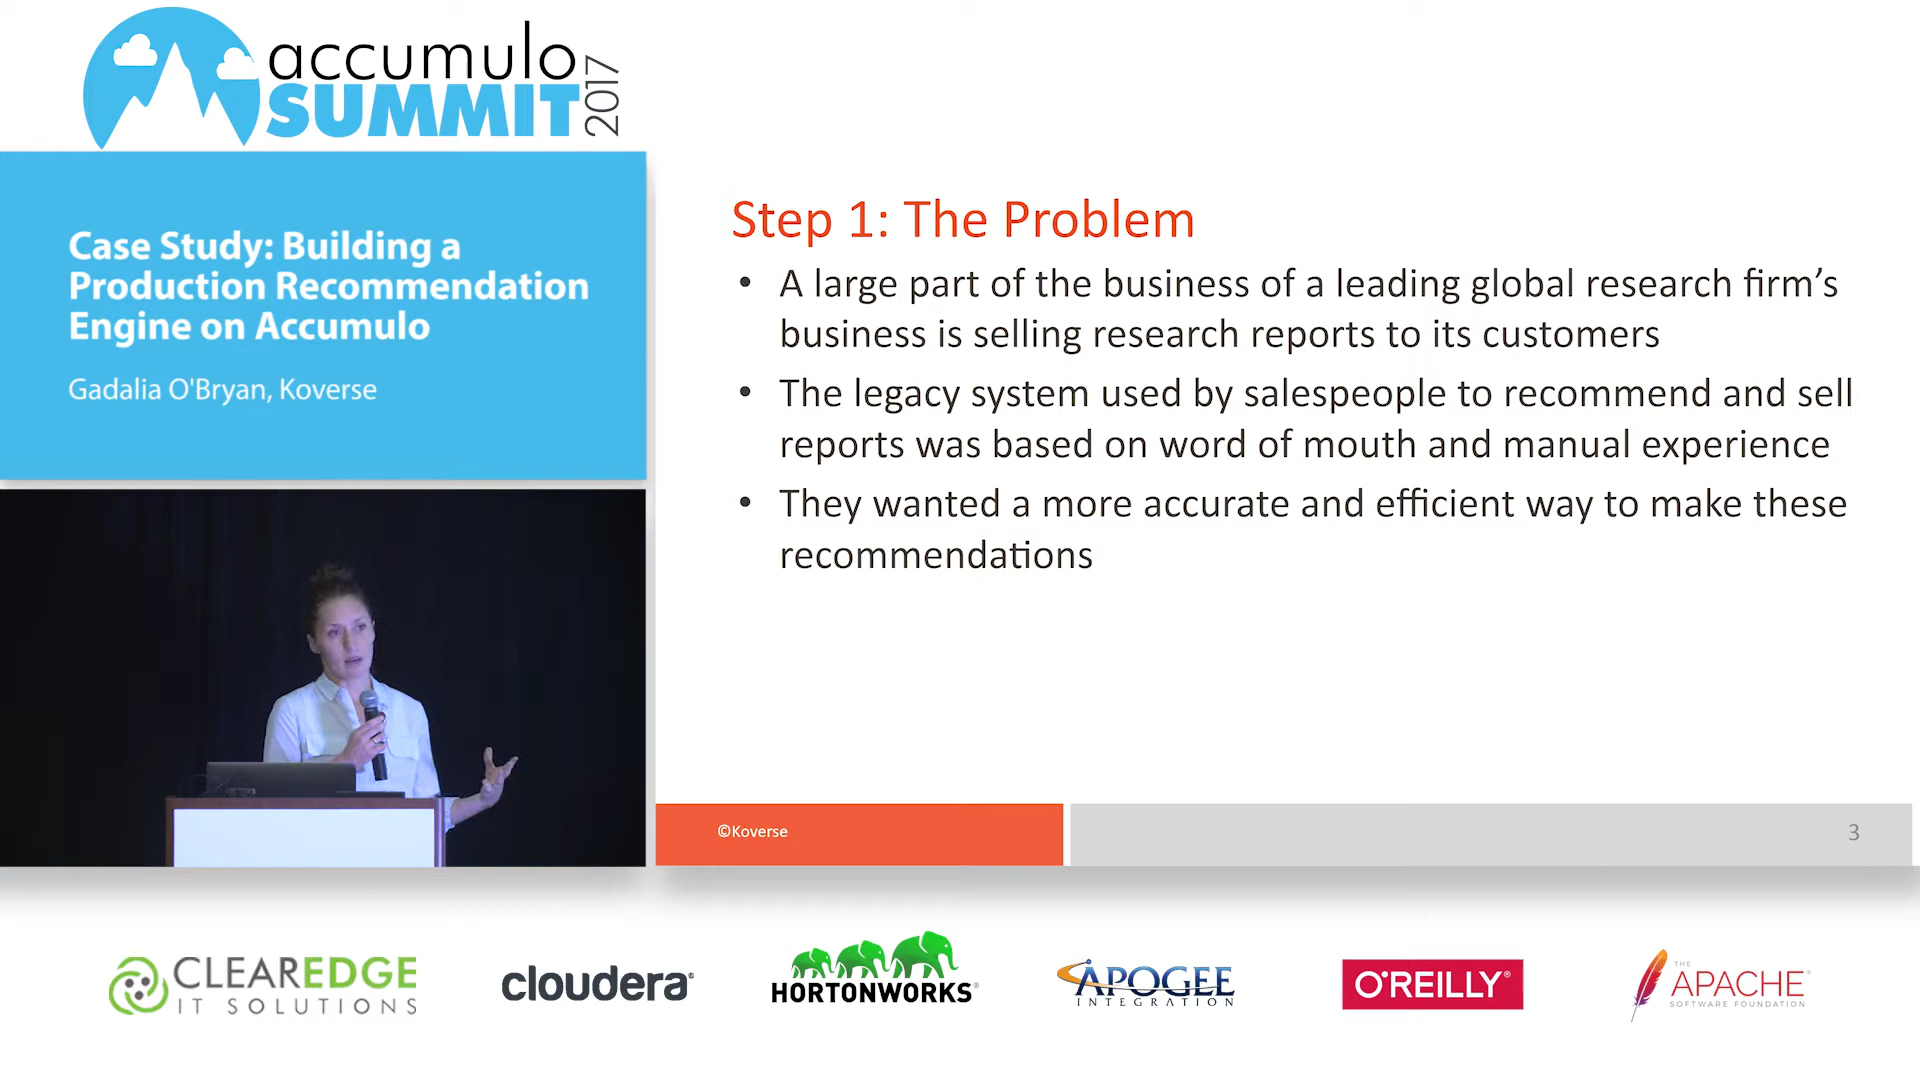 accumulo
SUMMIT
2017
Case Study: Building a
Production Recommendation
Engine on Accumulo
Gadalia O'Bryan, Koverse
Step 1: The Problem
• A large part of the business of a leading global research firm’s
business is selling research reports to its customers
• The legacy system used by salespeople to recommend and sell
reports was based on word of mouth and manual experience
• They wanted a more accurate and efficient way to make these
recommendations
©Koverse
3
CLEAREDGE
IT SOLUTIONS
cloudera®
HORTONWORKS®
APOGEE
INTEGRATION
O'REILLY®
THE
APACHE®
SOFTWARE FOUNDATION